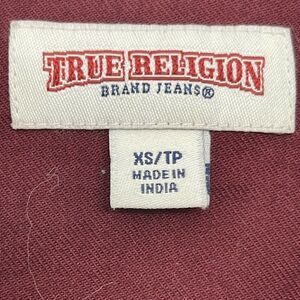 TRUE RELIGION
BRAND JEANS®
XS/TP
MADE IN
INDIA